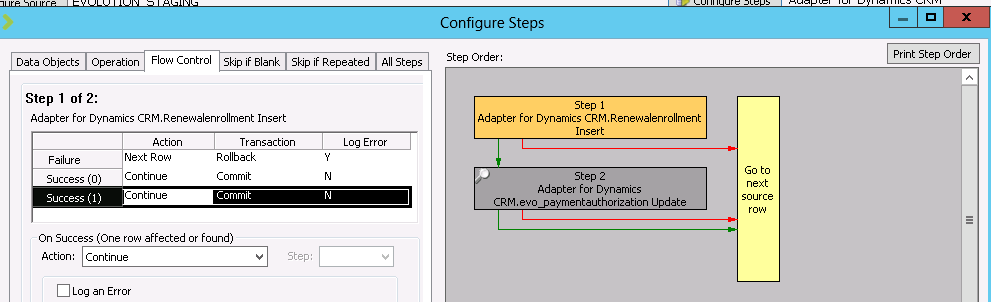 gure Source
EVOLUTION_STAGING
Configure Steps
Adapter for Dynamics CRM
Configure Steps
Data Objects
Operation
Flow Control
Skip if Blank
Skip if Repeated
All Steps
Step Order:
Print Step Order
Step 1 of 2:
Adapter for Dynamics CRM.Renewalenrollment Insert
Action Transaction Log Error
Failure Next Row Rollback Y
Success (0) Continue Commit N
Success (1) Continue Commit N
On Success (One row affected or found)
Action: Continue Step:
Log an Error
Step 1
Adapter for Dynamics CRM.Renewalenrollment
Insert
Step 2
Adapter for Dynamics
CRM.evo_paymentauthorization Update
Go to
next
source
row